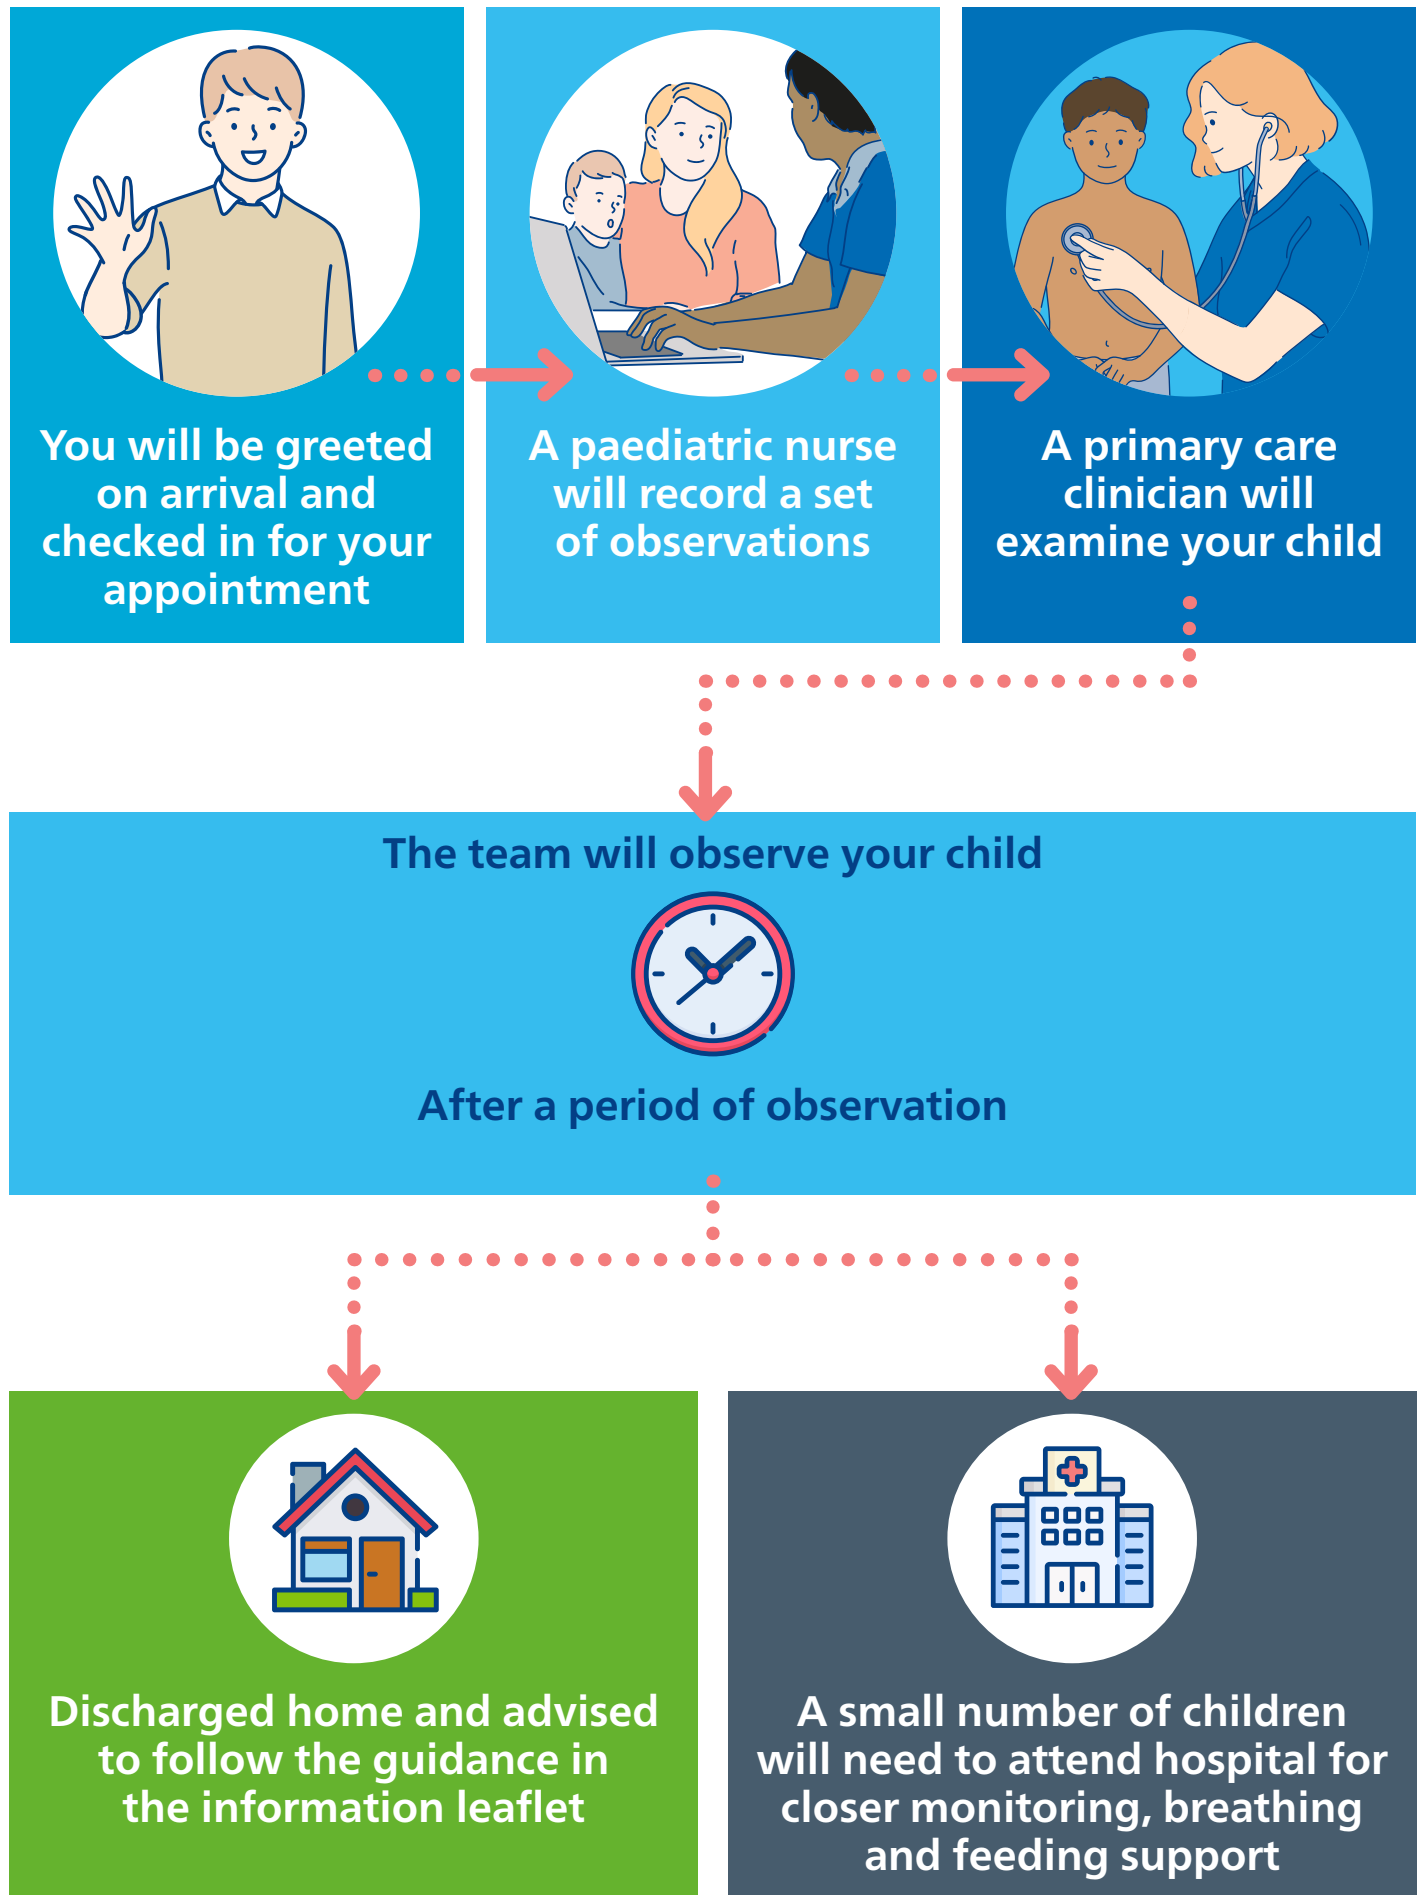 You will be greeted
on arrival and
checked in for your
appointment
A paediatric nurse
will record a set
of observations
A primary care
clinician will
examine your child
The team will observe your child
After a period of observation
Discharged home and advised
to follow the guidance in
the information leaflet
A small number of children
will need to attend hospital for
closer monitoring, breathing
and feeding support